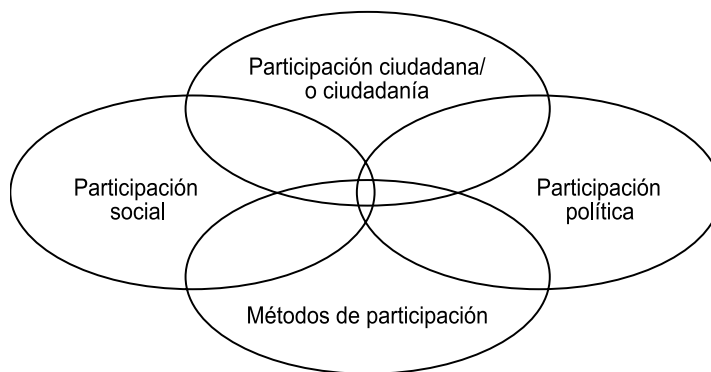 Participación ciudadana/
o ciudadanía
Participación
social
Participación
política
Métodos de participación